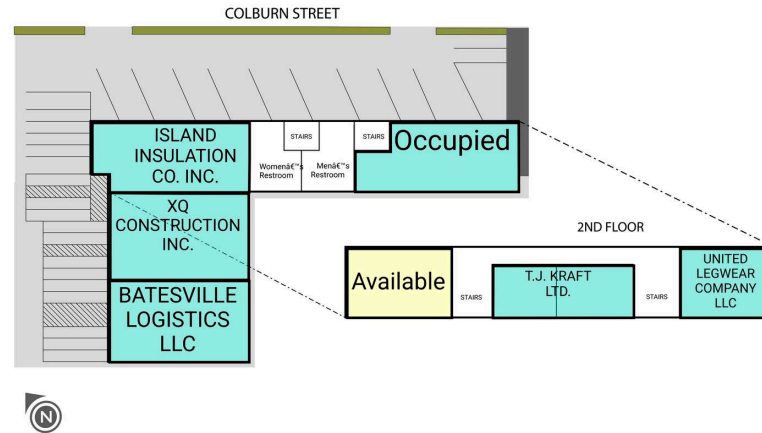 COLBURN STREET
ISLAND
INSULATION
CO. INC.
STAIRS
STAIRS
Occupied
Womenâ€™s
Restroom
Menâ€™s
Restroom
XQ
CONSTRUCTION
INC.
BATESVILLE
LOGISTICS
LLC
2ND FLOOR
Available
STAIRS
T.J. KRAFT
LTD.
STAIRS
UNITED
LEGWEAR
COMPANY
LLC
N